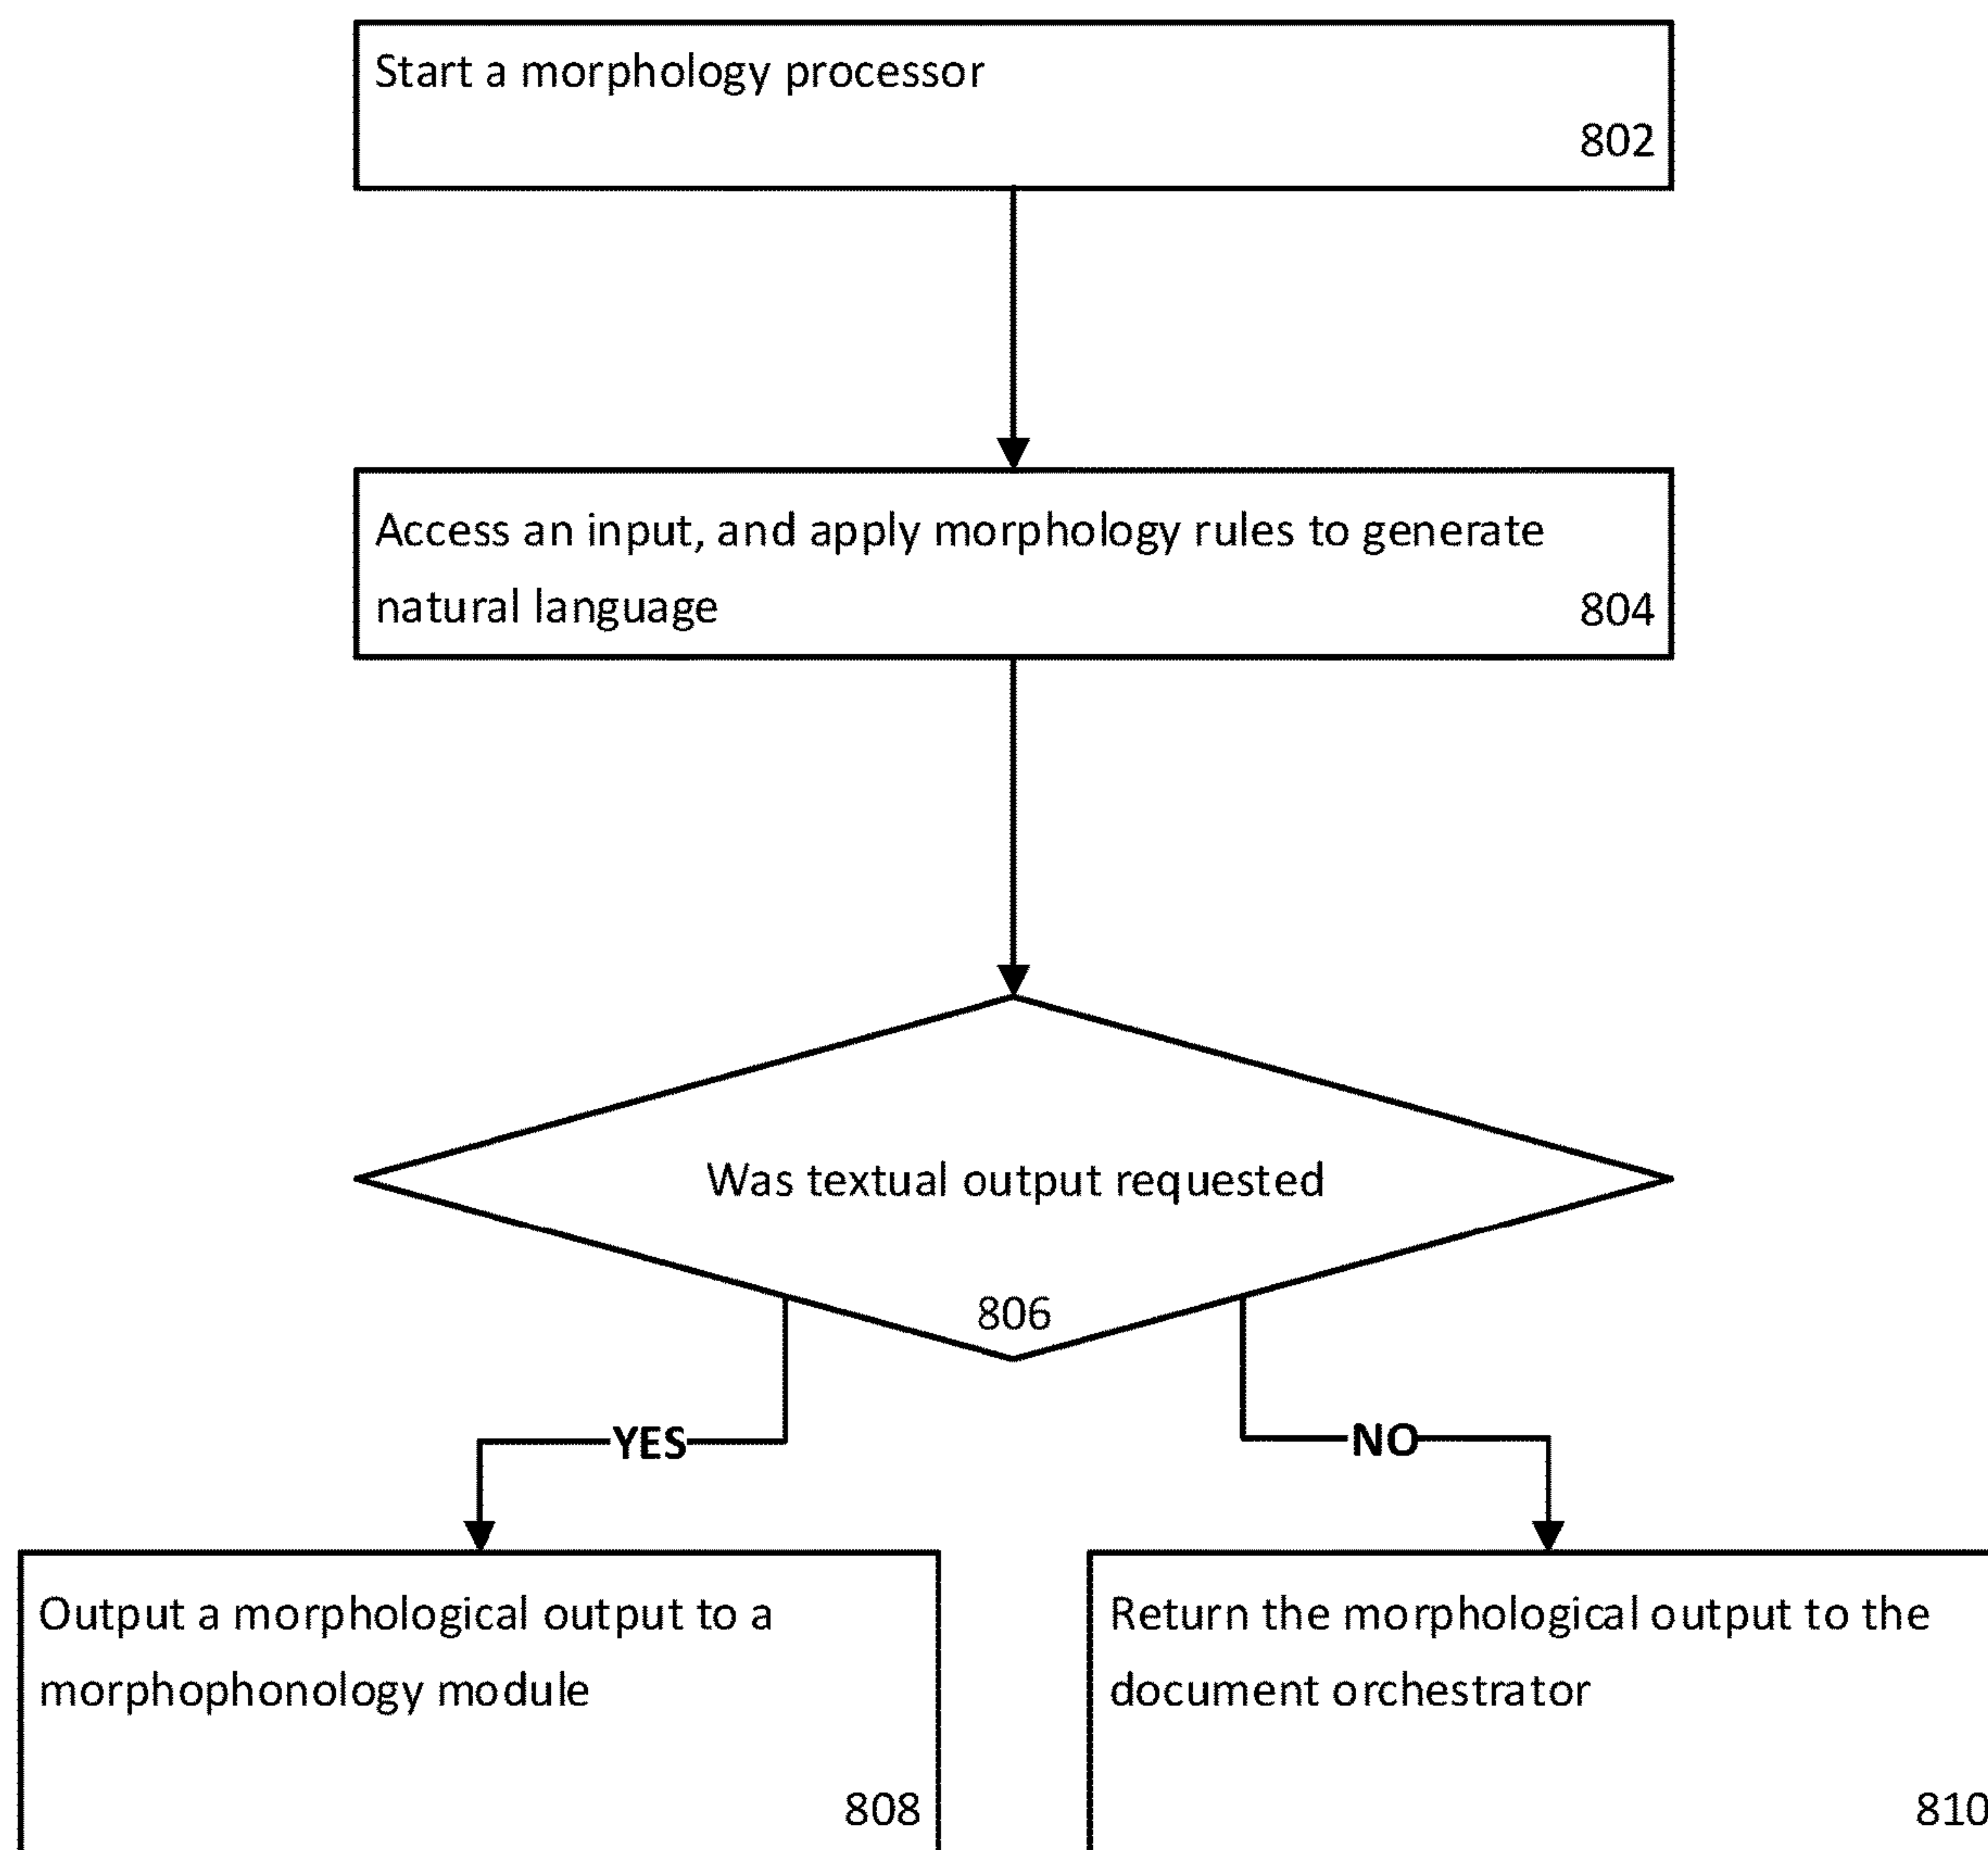 Start a morphology processor
802
Access an input, and apply morphology rules to generate
natural language 804
Was textual output requested
806
YES NO
Output a morphological output to a
morphophonology module
808
Return the morphological output to the
document orchestrator
810